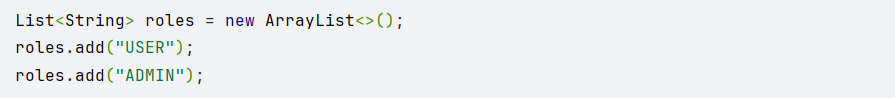 List<String> roles = new ArrayList<>();
roles.add("USER");
roles.add("ADMIN");